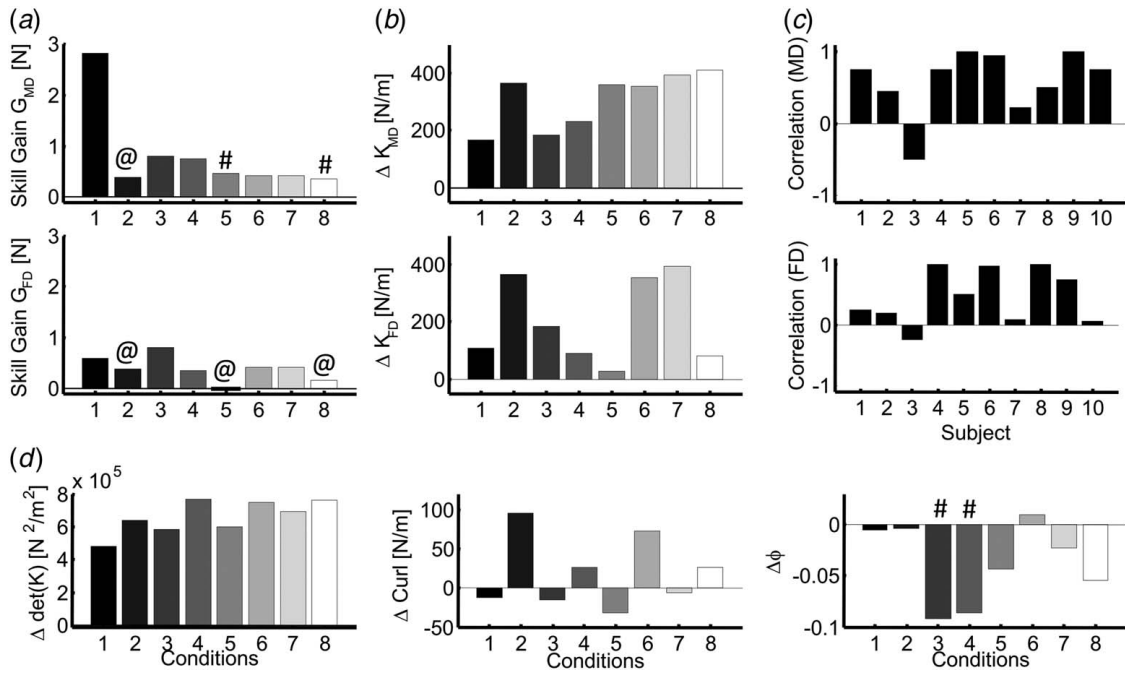 (a)
Skill Gain G_MD [N]
3
2
1
0
@
#
#
1 2 3 4 5 6 7 8
Skill Gain G_FD [N]
3
2
1
0
@
@
@
1 2 3 4 5 6 7 8
(b)
Δ K_MD [N/m]
400
200
0
1 2 3 4 5 6 7 8
Δ K_FD [N/m]
400
200
0
1 2 3 4 5 6 7 8
(c)
Correlation (MD)
1
0
-1
1 2 3 4 5 6 7 8 9 10
Correlation (FD)
1
0
-1
1 2 3 4 5 6 7 8 9 10
Subject
(d)
x 10^5
Δ det(K) [N^2/m^2]
8
6
4
2
0
1 2 3 4 5 6 7 8
Conditions
Δ Curl [N/m]
100
50
0
-50
1 2 3 4 5 6 7 8
Conditions
Δϕ
0
-0.05
-0.1
# #
1 2 3 4 5 6 7 8
Conditions